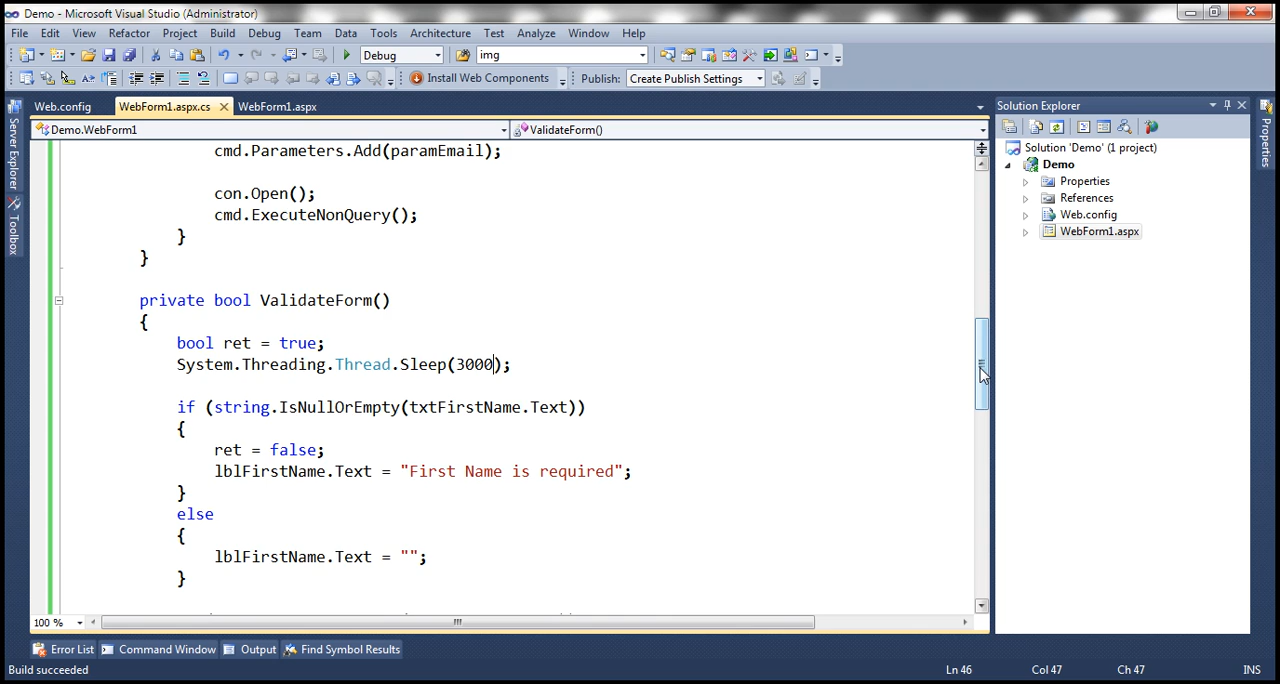 Demo - Microsoft Visual Studio (Administrator)
File Edit View Refactor Project Build Debug Team Data Tools Architecture Test Analyze Window Help
Debug img
Install Web Components Publish: Create Publish Settings
Web.config WebForm1.aspx.cs WebForm1.aspx
Demo.WebForm1 ValidateForm()
cmd.Parameters.Add(paramEmail);
con.Open();
cmd.ExecuteNonQuery();
}
}
private bool ValidateForm()
{
bool ret = true;
System.Threading.Thread.Sleep(3000);
if (string.IsNullOrEmpty(txtFirstName.Text))
{
ret = false;
lblFirstName.Text = "First Name is required";
}
else
{
lblFirstName.Text = "";
}
100 %
Server Explorer
Toolbox
Solution Explorer
Solution 'Demo' (1 project)
Demo
Properties
References
Web.config
WebForm1.aspx
Properties
Error List Command Window Output Find Symbol Results
Build succeeded Ln 46 Col 47 Ch 47 INS